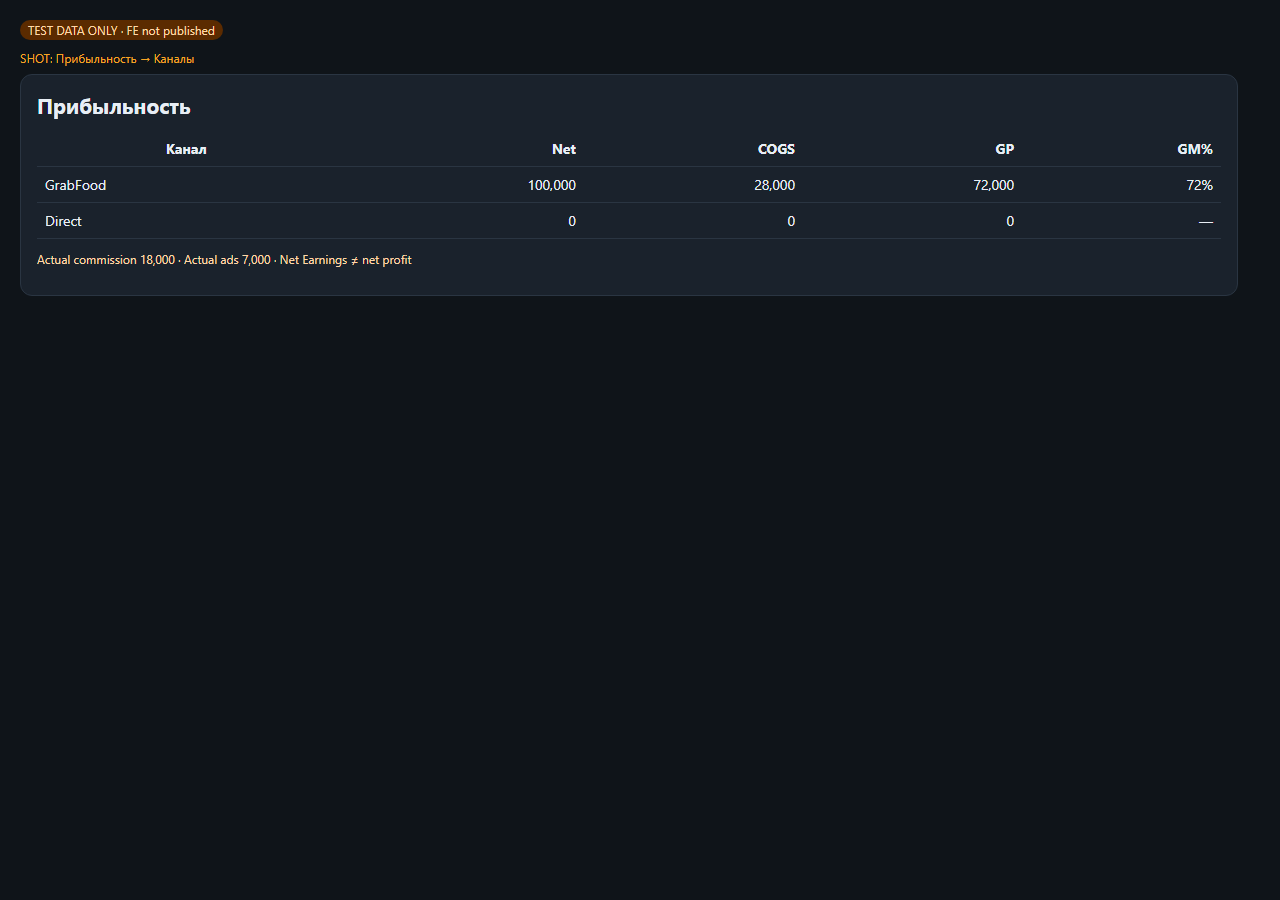 TEST DATA ONLY · FE not published
SHOT: Прибыльность → Каналы
Прибыльность
Канал Net COGS GP GM%
GrabFood 100,000 28,000 72,000 72%
Direct 0 0 0 —
Actual commission 18,000 · Actual ads 7,000 · Net Earnings ≠ net profit